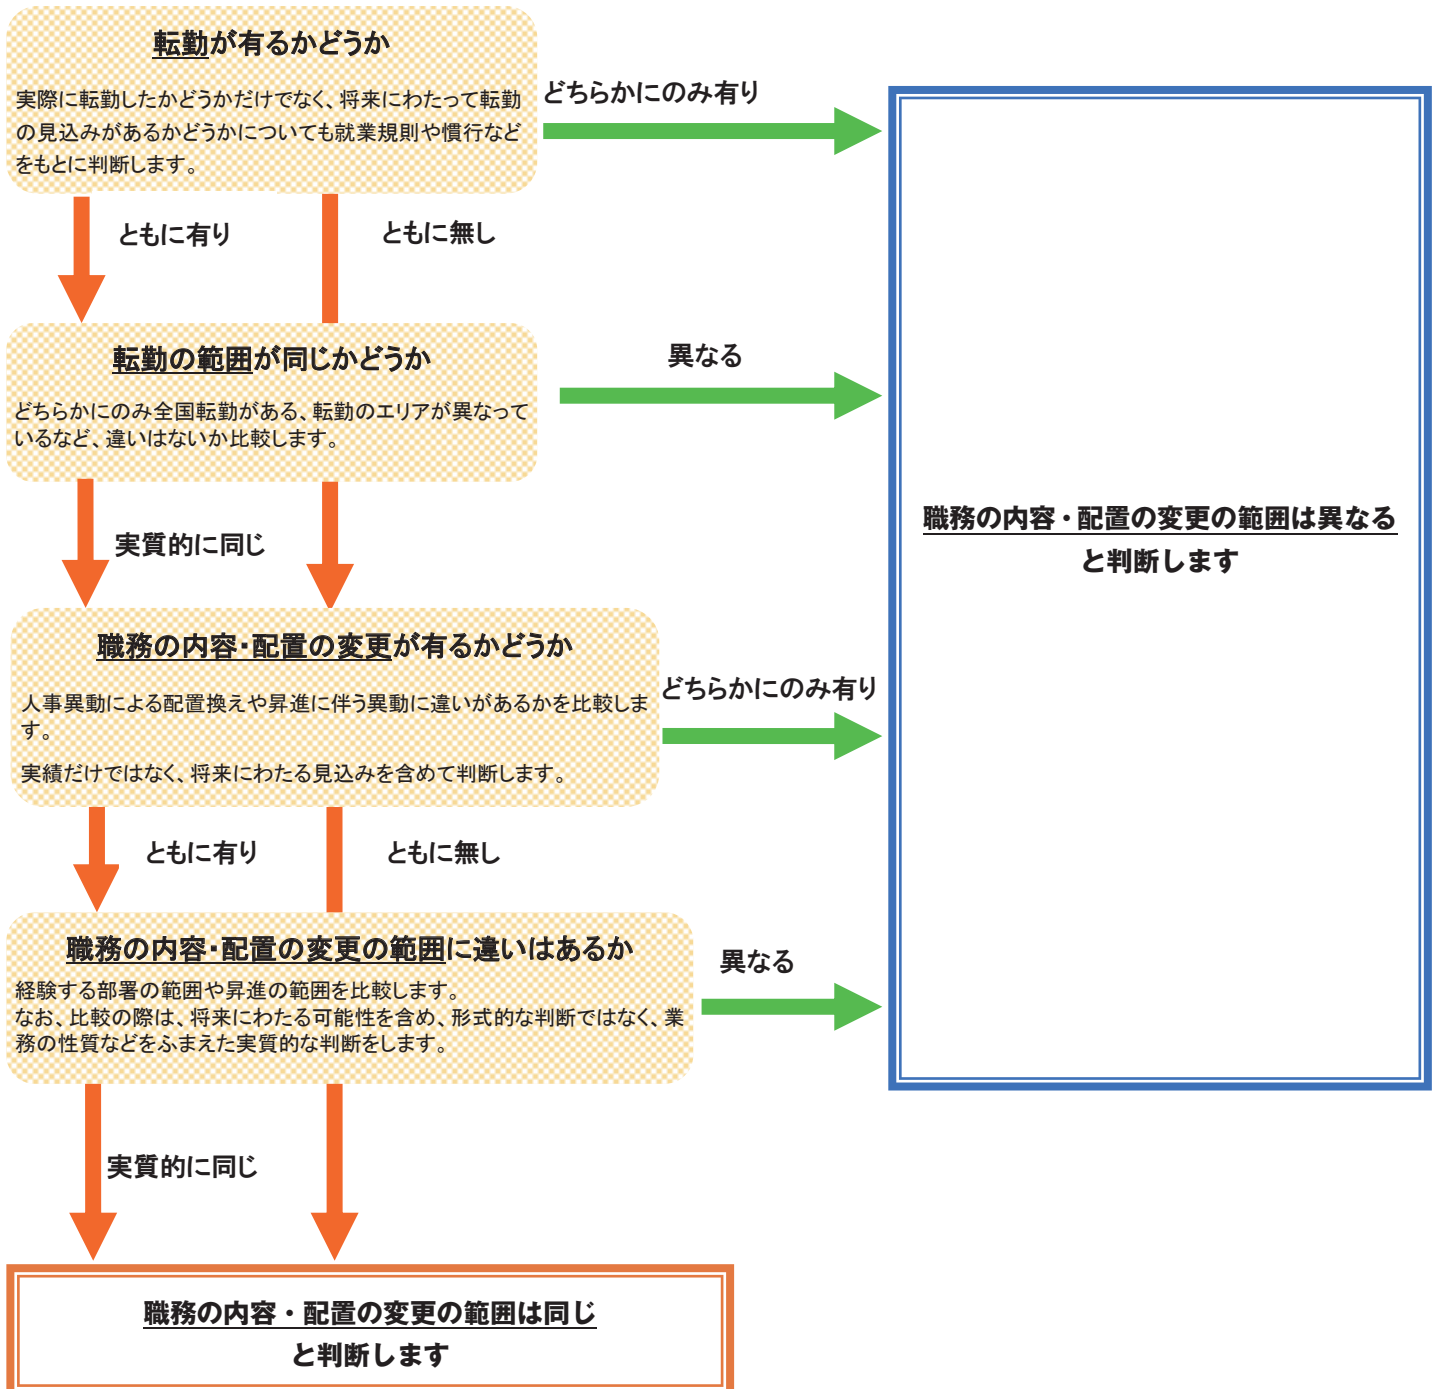 転勤が有るかどうか
実際に転勤したかどうかだけでなく、将来にわたって転勤
の見込みがあるかどうかについても就業規則や慣行など
をもとに判断します。
どちらかにのみ有り
ともに有り
ともに無し
転勤の範囲が同じかどうか
どちらかにのみ全国転勤がある、転勤のエリアが異なって
いるなど、違いはないか比較します。
異なる
実質的に同じ
職務の内容・配置の変更が有るかどうか
人事異動による配置換えや昇進に伴う異動に違いがあるかを比較しま
す。
実績だけではなく、将来にわたる見込みを含めて判断します。
どちらかにのみ有り
ともに有り
ともに無し
職務の内容・配置の変更の範囲に違いはあるか
経験する部署の範囲や昇進の範囲を比較します。
なお、比較の際は、将来にわたる可能性を含め、形式的な判断ではなく、業
務の性質などをふまえた実質的な判断をします。
異なる
実質的に同じ
職務の内容・配置の変更の範囲は異なる
と判断します
職務の内容・配置の変更の範囲は同じ
と判断します